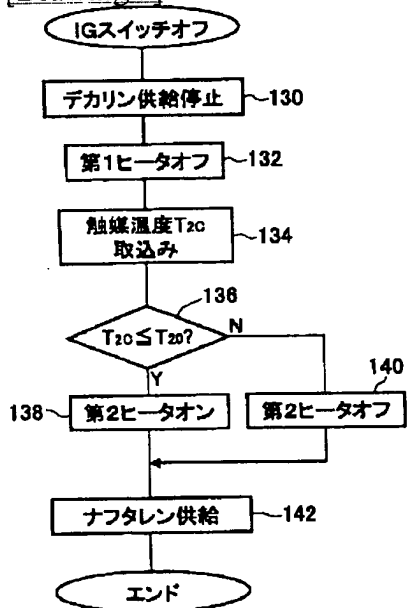 IGスイッチオフ
デカリン供給停止 130
第1ヒータオフ 132
触媒温度T2C
取込み 134
136
T2C≦T20?
N
Y
140
138 第2ヒータオン
第2ヒータオフ
ナフタレン供給 142
エンド